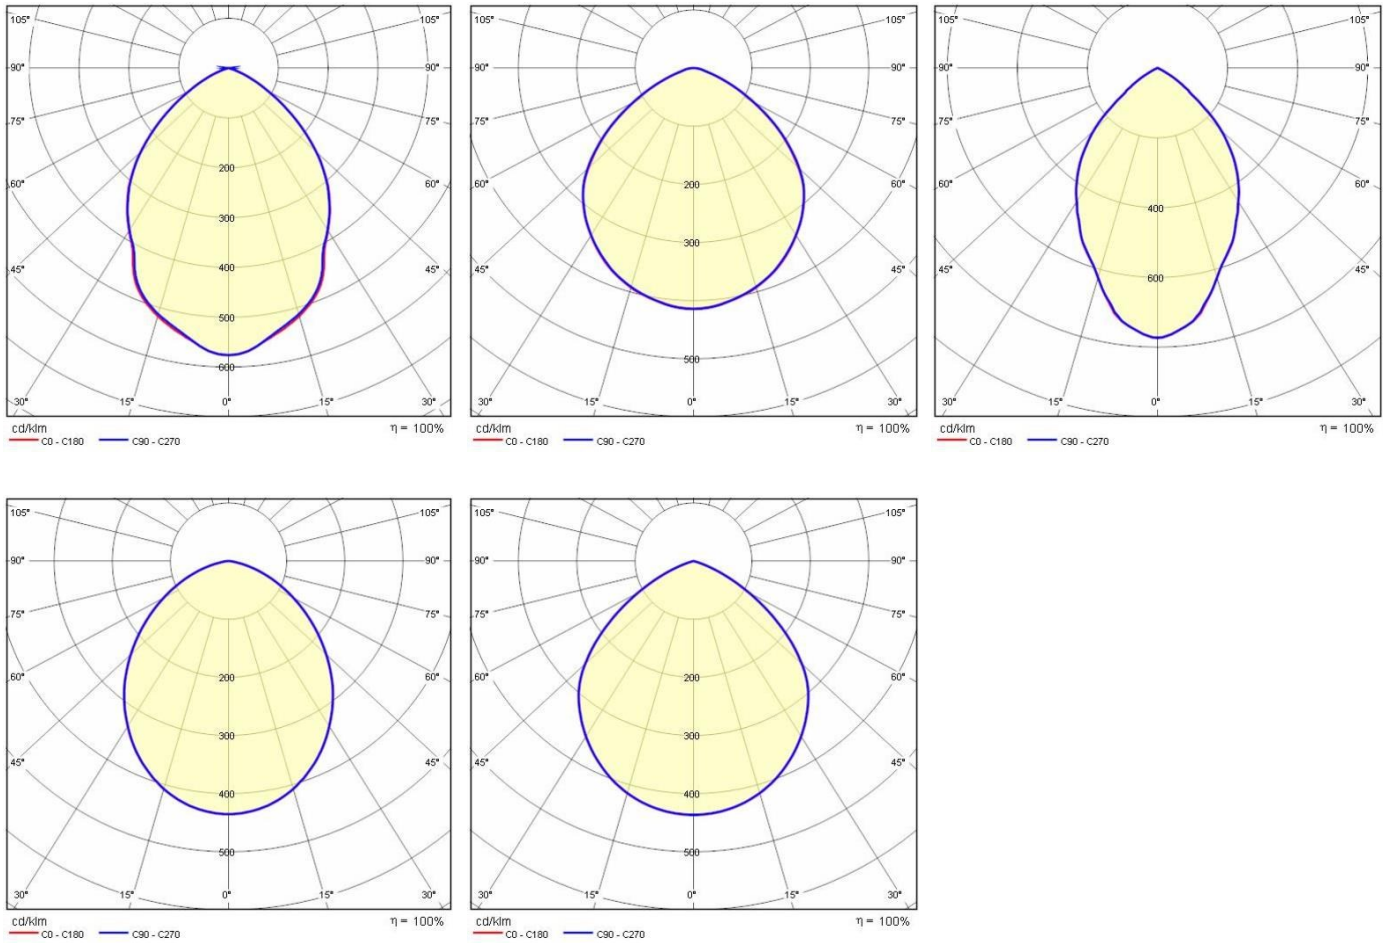 105° 105° 105° 105° 105° 105°
90° 90° 90° 90° 90° 90°
75° 75° 75° 75° 75° 75°
200
60° 60° 200 60° 60° 60° 60°
400
300
300
45° 400 45° 45° 45° 45° 45°
600
500
500
600
30° 15° 0° 15° 30° 30° 15° 0° 15° 30° 30° 15° 0° 15° 30°
cd/klm η = 100% cd/klm η = 100% cd/klm η = 100%
C0 - C180 C90 - C270 C0 - C180 C90 - C270 C0 - C180 C90 - C270
105° 105° 105° 105°
90° 90° 90° 90°
75° 75° 75° 75°
60° 200 60° 60° 200 60°
300 300
45° 45° 45° 45°
400 400
500 500
30° 15° 0° 15° 30° 30° 15° 0° 15° 30°
cd/klm η = 100% cd/klm η = 100%
C0 - C180 C90 - C270 C0 - C180 C90 - C270